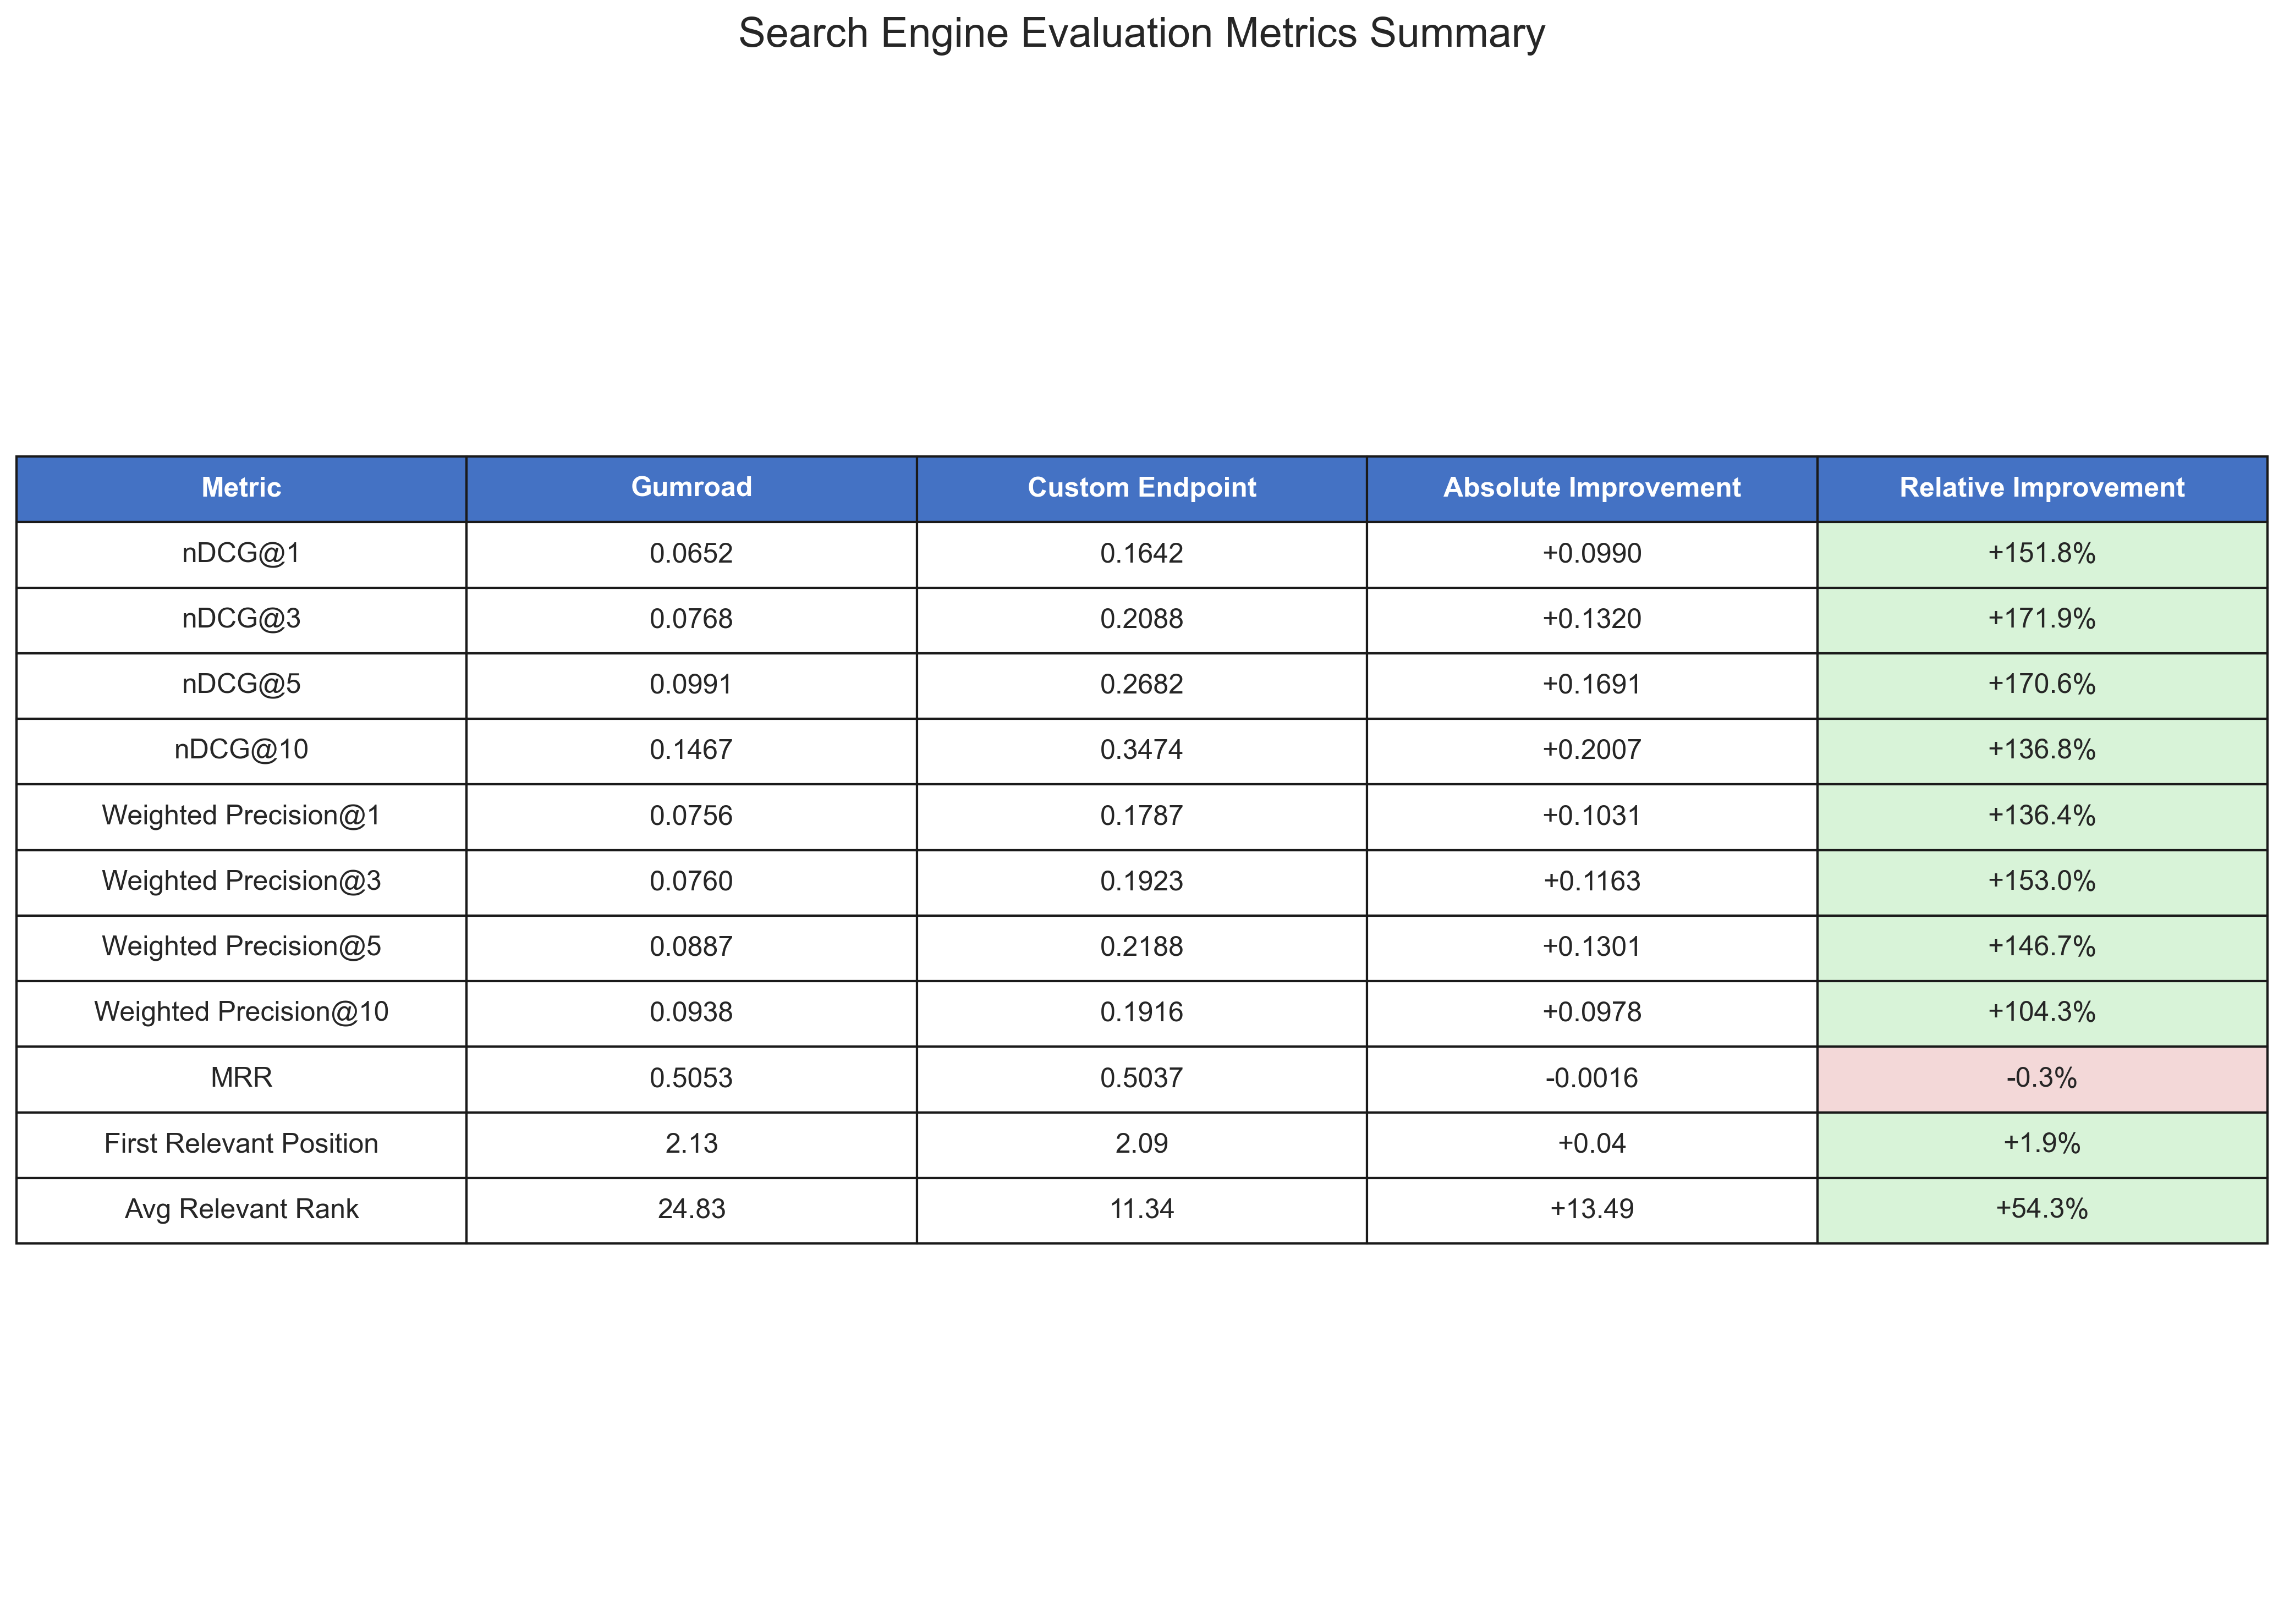 Search Engine Evaluation Metrics Summary
Metric Gumroad Custom Endpoint Absolute Improvement Relative Improvement
nDCG@1 0.0652 0.1642 +0.0990 +151.8%
nDCG@3 0.0768 0.2088 +0.1320 +171.9%
nDCG@5 0.0991 0.2682 +0.1691 +170.6%
nDCG@10 0.1467 0.3474 +0.2007 +136.8%
Weighted Precision@1 0.0756 0.1787 +0.1031 +136.4%
Weighted Precision@3 0.0760 0.1923 +0.1163 +153.0%
Weighted Precision@5 0.0887 0.2188 +0.1301 +146.7%
Weighted Precision@10 0.0938 0.1916 +0.0978 +104.3%
MRR 0.5053 0.5037 -0.0016 -0.3%
First Relevant Position 2.13 2.09 +0.04 +1.9%
Avg Relevant Rank 24.83 11.34 +13.49 +54.3%